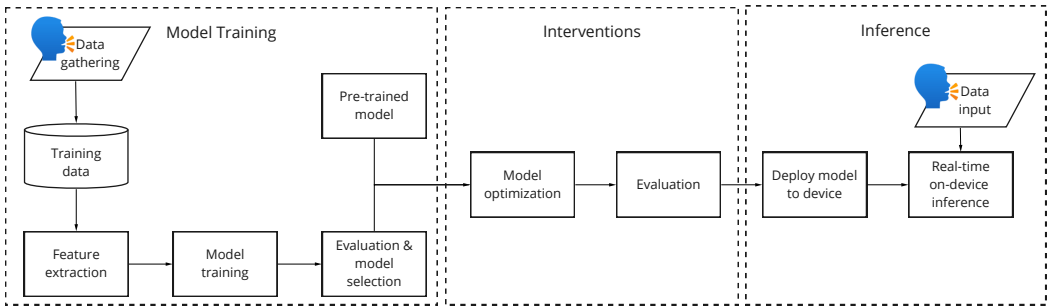 Model Training
Data
gathering
Training
data
Feature
extraction
Model
training
Evaluation &
model
selection
Pre-trained
model
Interventions
Model
optimization
Evaluation
Inference
Data
input
Deploy model
to device
Real-time
on-device
inference